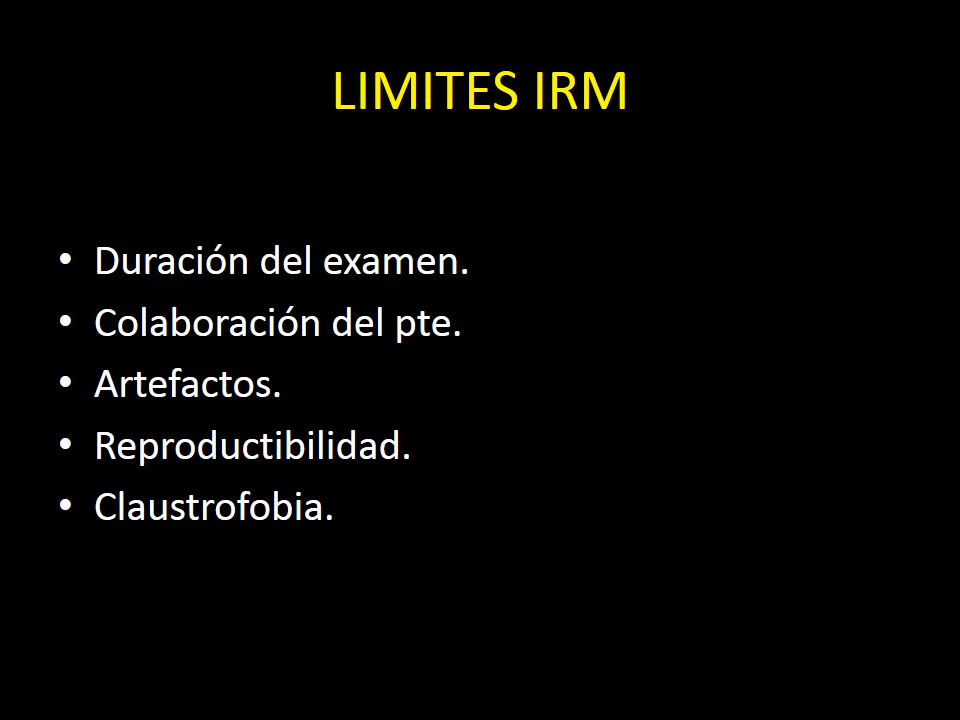 LIMITES IRM
• Duración del examen.
• Colaboración del pte.
• Artefactos.
• Reproductibilidad.
• Claustrofobia.